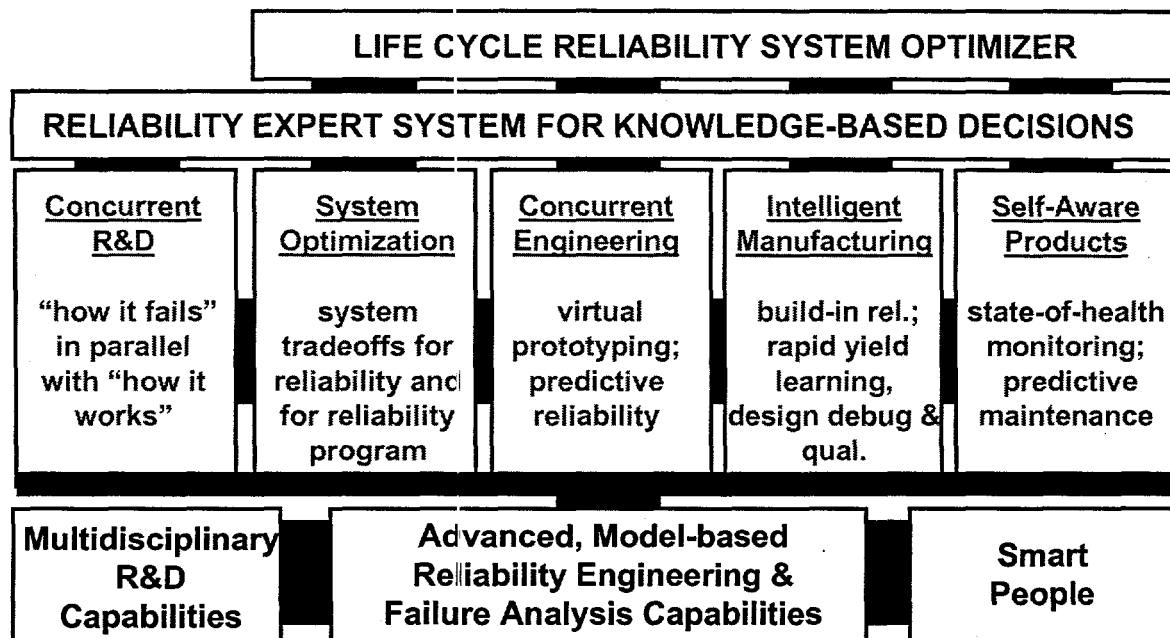 LIFE CYCLE RELIABILITY SYSTEM OPTIMIZER
RELIABILITY EXPERT SYSTEM FOR KNOWLEDGE-BASED DECISIONS
Concurrent
R&D
"how it fails"
in parallel
with "how it
works"
System
Optimization
system
tradeoffs for
reliability and
for reliability
program
Concurrent
Engineering
virtual
prototyping;
predictive
reliability
Intelligent
Manufacturing
build-in rel.;
rapid yield
learning,
design debug &
qual.
Self-Aware
Products
state-of-health
monitoring;
predictive
maintenance
Multidisciplinary
R&D
Capabilities
Advanced, Model-based
Reliability Engineering &
Failure Analysis Capabilities
Smart
People